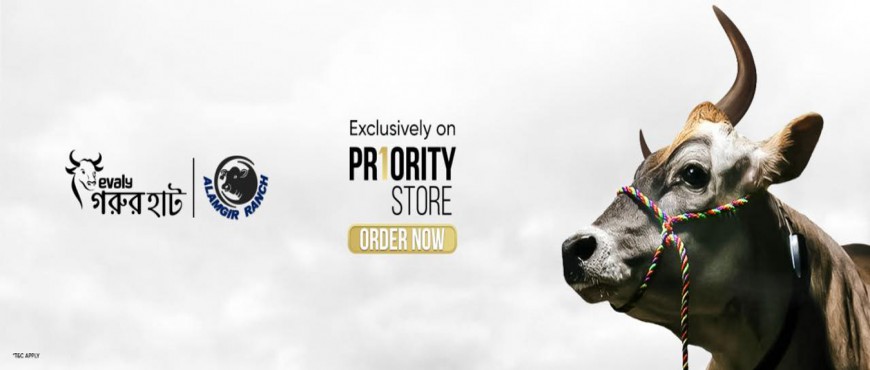 evaly
গরুর হাট
ALAMGIR RANCH
Exclusively on
PR1ORITY
STORE
ORDER NOW
*T&C APPLY